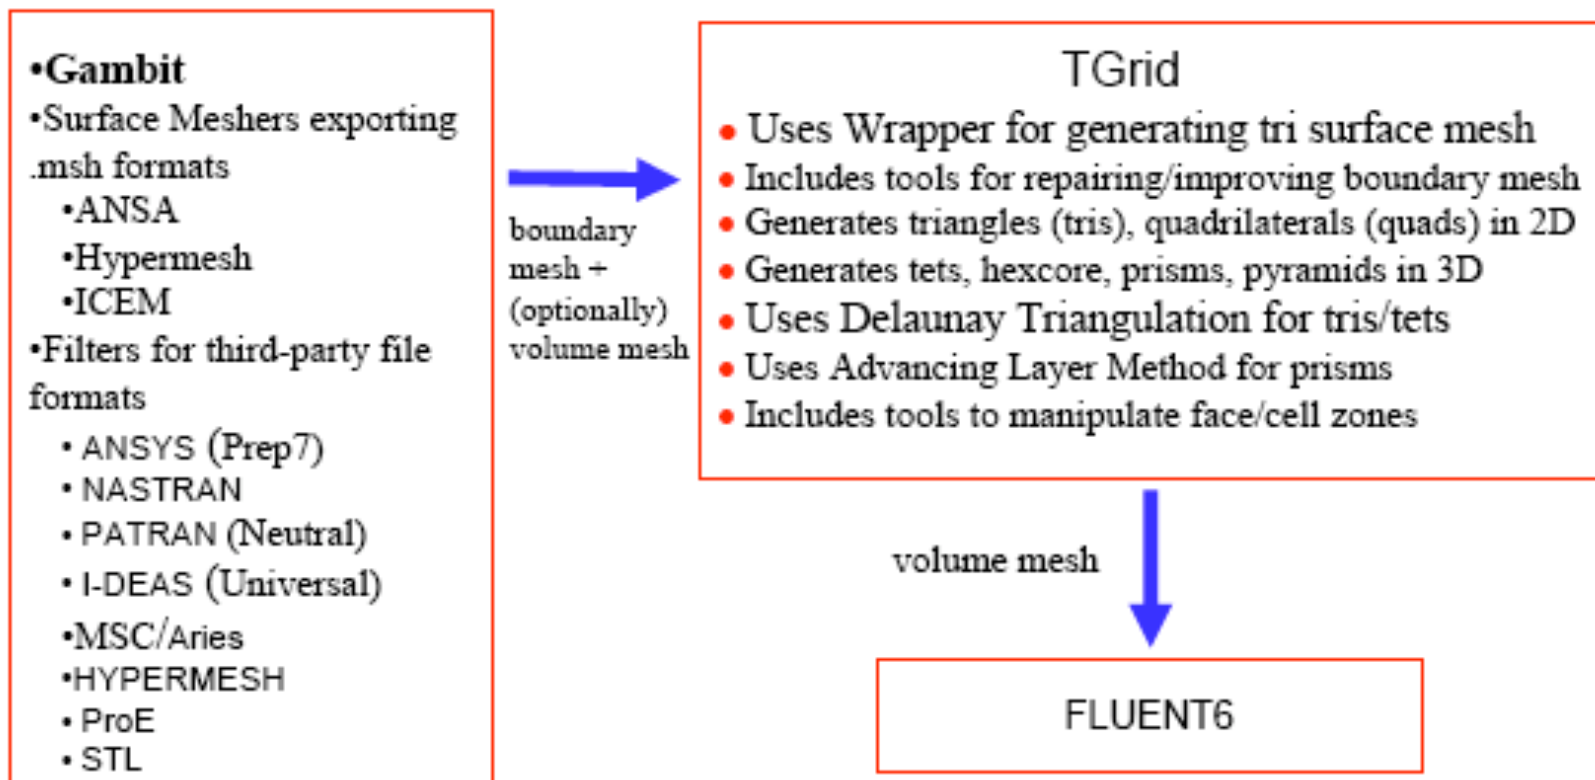 •Gambit
•Surface Meshers exporting
.msh formats
•ANSA
•Hypermesh
•ICEM
•Filters for third-party file
formats
• ANSYS (Prep7)
• NASTRAN
• PATRAN (Neutral)
• I-DEAS (Universal)
•MSC/Aries
•HYPERMESH
• ProE
• STL
boundary
mesh +
(optionally)
volume mesh
TGrid
• Uses Wrapper for generating tri surface mesh
• Includes tools for repairing/improving boundary mesh
• Generates triangles (tris), quadrilaterals (quads) in 2D
• Generates tets, hexcore, prisms, pyramids in 3D
• Uses Delaunay Triangulation for tris/tets
• Uses Advancing Layer Method for prisms
• Includes tools to manipulate face/cell zones
volume mesh
FLUENT6